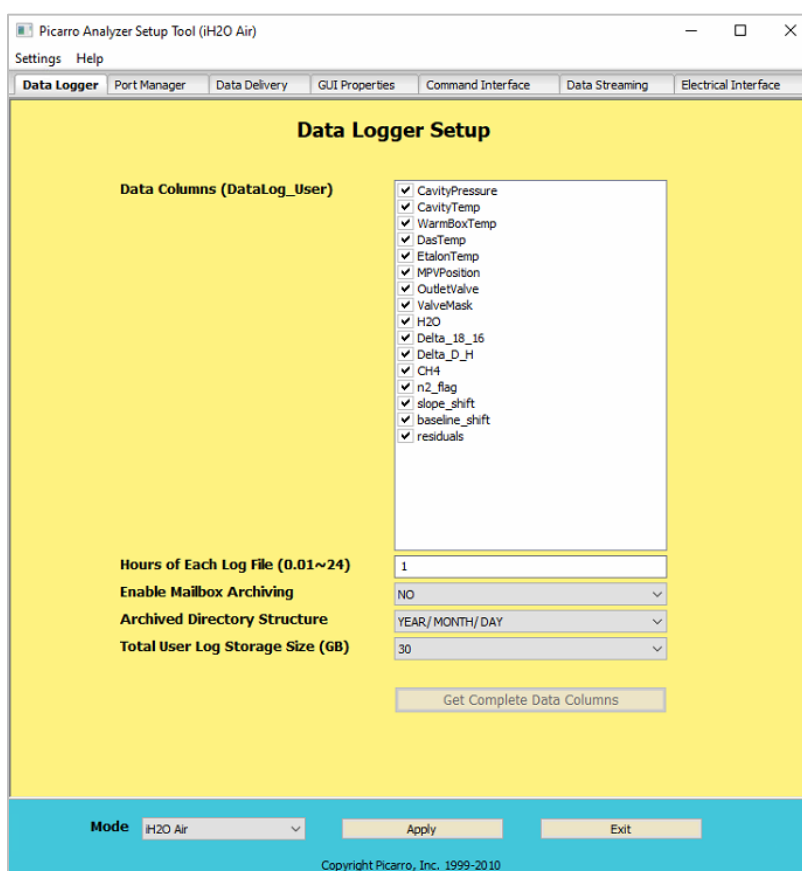 Picarro Analyzer Setup Tool (iH2O Air)
Settings Help
Data Logger Port Manager Data Delivery GUI Properties Command Interface Data Streaming Electrical Interface
Data Logger Setup
Data Columns (DataLog_User)
CavityPressure
CavityTemp
WarmBoxTemp
DasTemp
EtalonTemp
MPVPosition
OutletValve
ValveMask
H2O
Delta_18_16
Delta_D_H
CH4
n2_flag
slope_shift
baseline_shift
residuals
Hours of Each Log File (0.01~24) 1
Enable Mailbox Archiving NO
Archived Directory Structure YEAR/MONTH/DAY
Total User Log Storage Size (GB) 30
Get Complete Data Columns
Mode iH2O Air Apply Exit
Copyright Picarro, Inc. 1999-2010